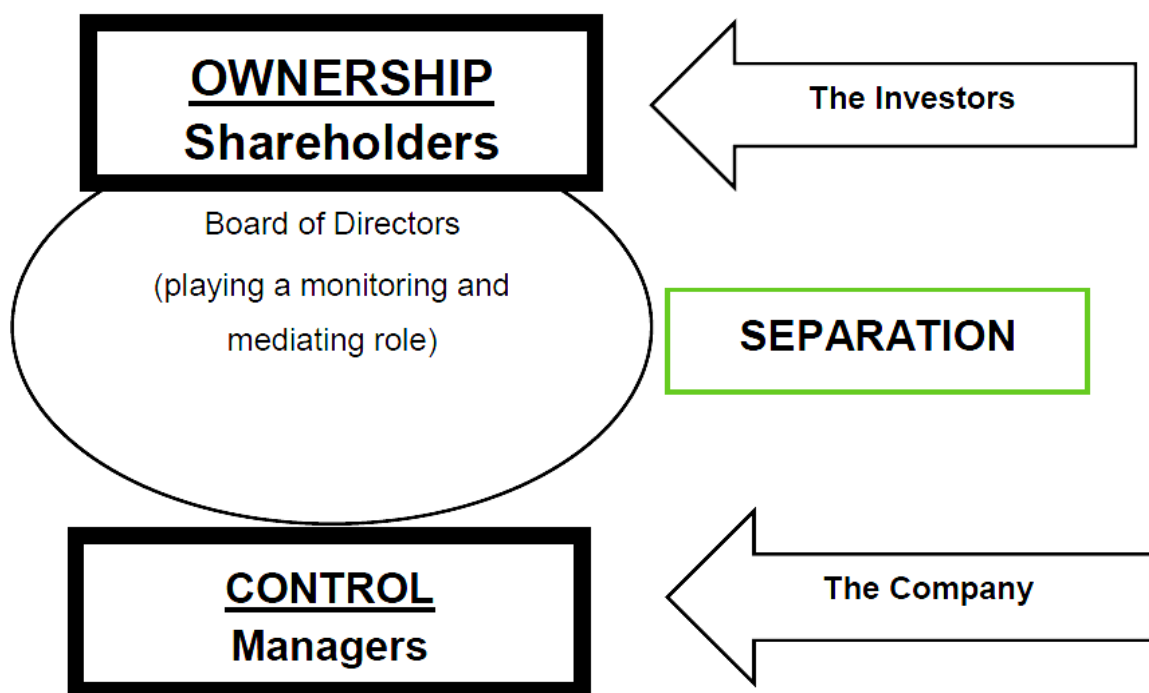 OWNERSHIP
Shareholders
The Investors
Board of Directors
(playing a monitoring and
mediating role)
SEPARATION
CONTROL
Managers
The Company